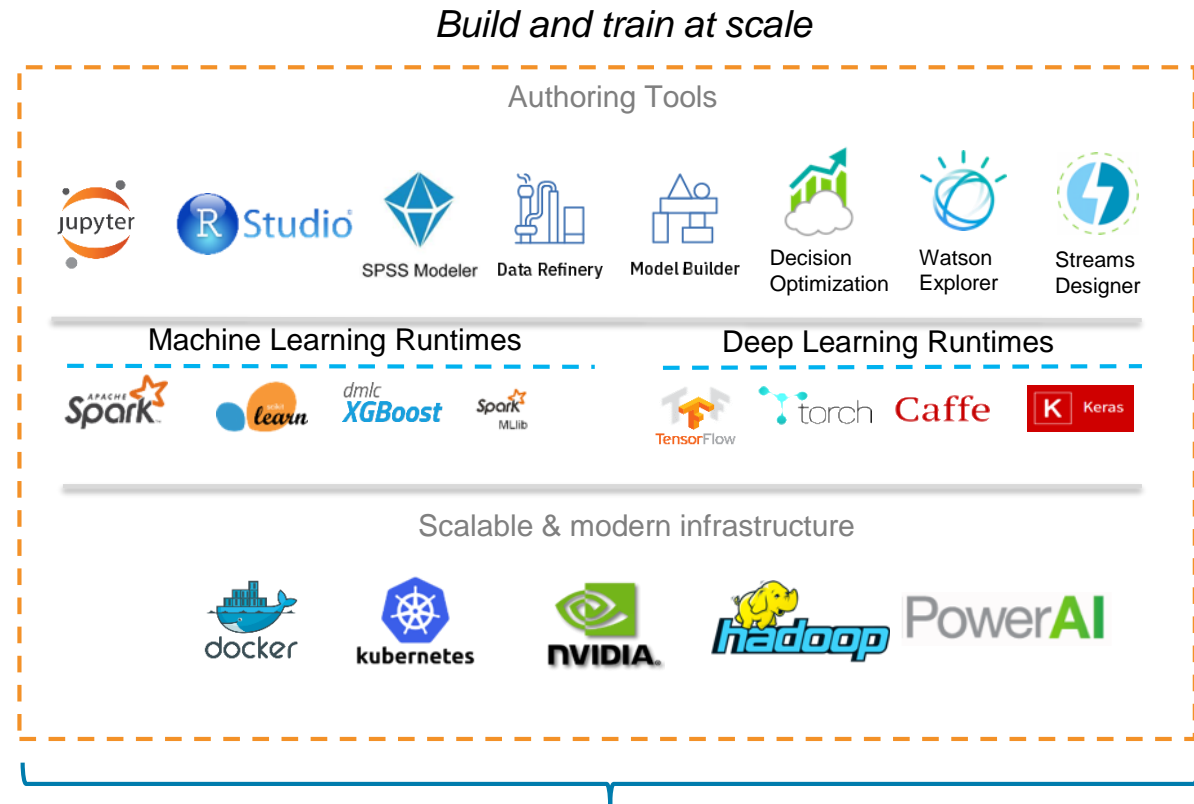 Build and train at scale
Authoring Tools
jupyter
R Studio
SPSS Modeler
Data Refinery
Model Builder
Decision
Optimization
Watson
Explorer
Streams
Designer
Machine Learning Runtimes
Deep Learning Runtimes
APACHE
Spark
scikit
learn
dmlc
XGBoost
Spark
MLlib
TensorFlow
torch
Caffe
K Keras
Scalable & modern infrastructure
docker
kubernetes
NVIDIA.
hadoop
PowerAI